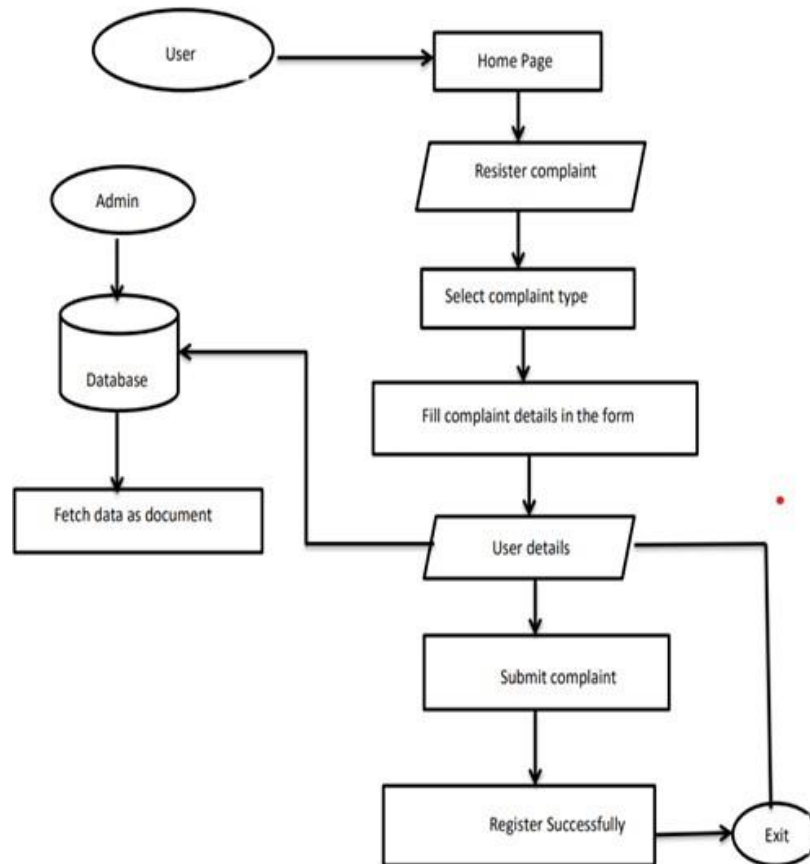 User
Home Page
Resister complaint
Admin
Select complaint type
Database
Fill complaint details in the form
Fetch data as document
User details
Submit complaint
Register Successfully
Exit